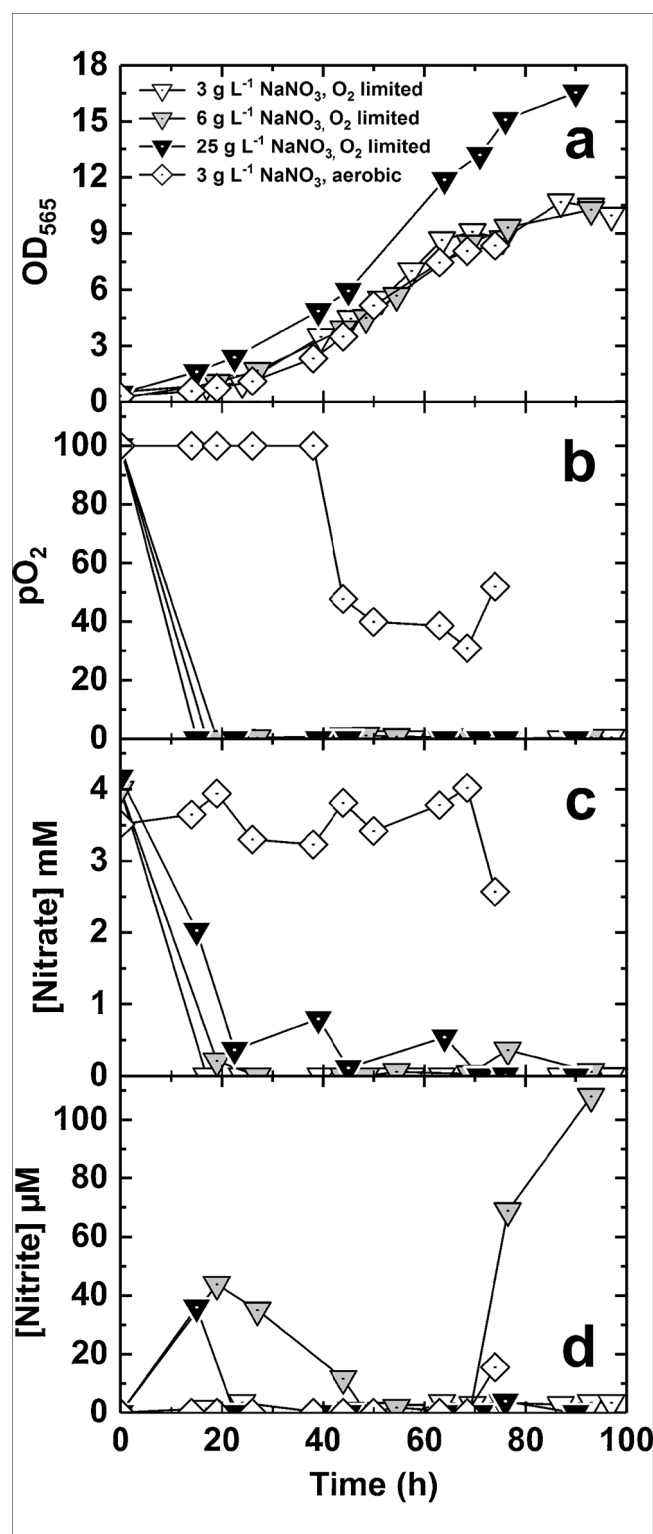 18
15
12
9
6
3
0
OD₅₆₅
3 g L⁻¹ NaNO₃, O₂ limited
6 g L⁻¹ NaNO₃, O₂ limited
25 g L⁻¹ NaNO₃, O₂ limited
3 g L⁻¹ NaNO₃, aerobic
a
100
80
60
40
20
0
pO₂
b
4
3
2
1
0
[Nitrate] mM
c
100
80
60
40
20
0
[Nitrite] µM
d
0 20 40 60 80 100
Time (h)